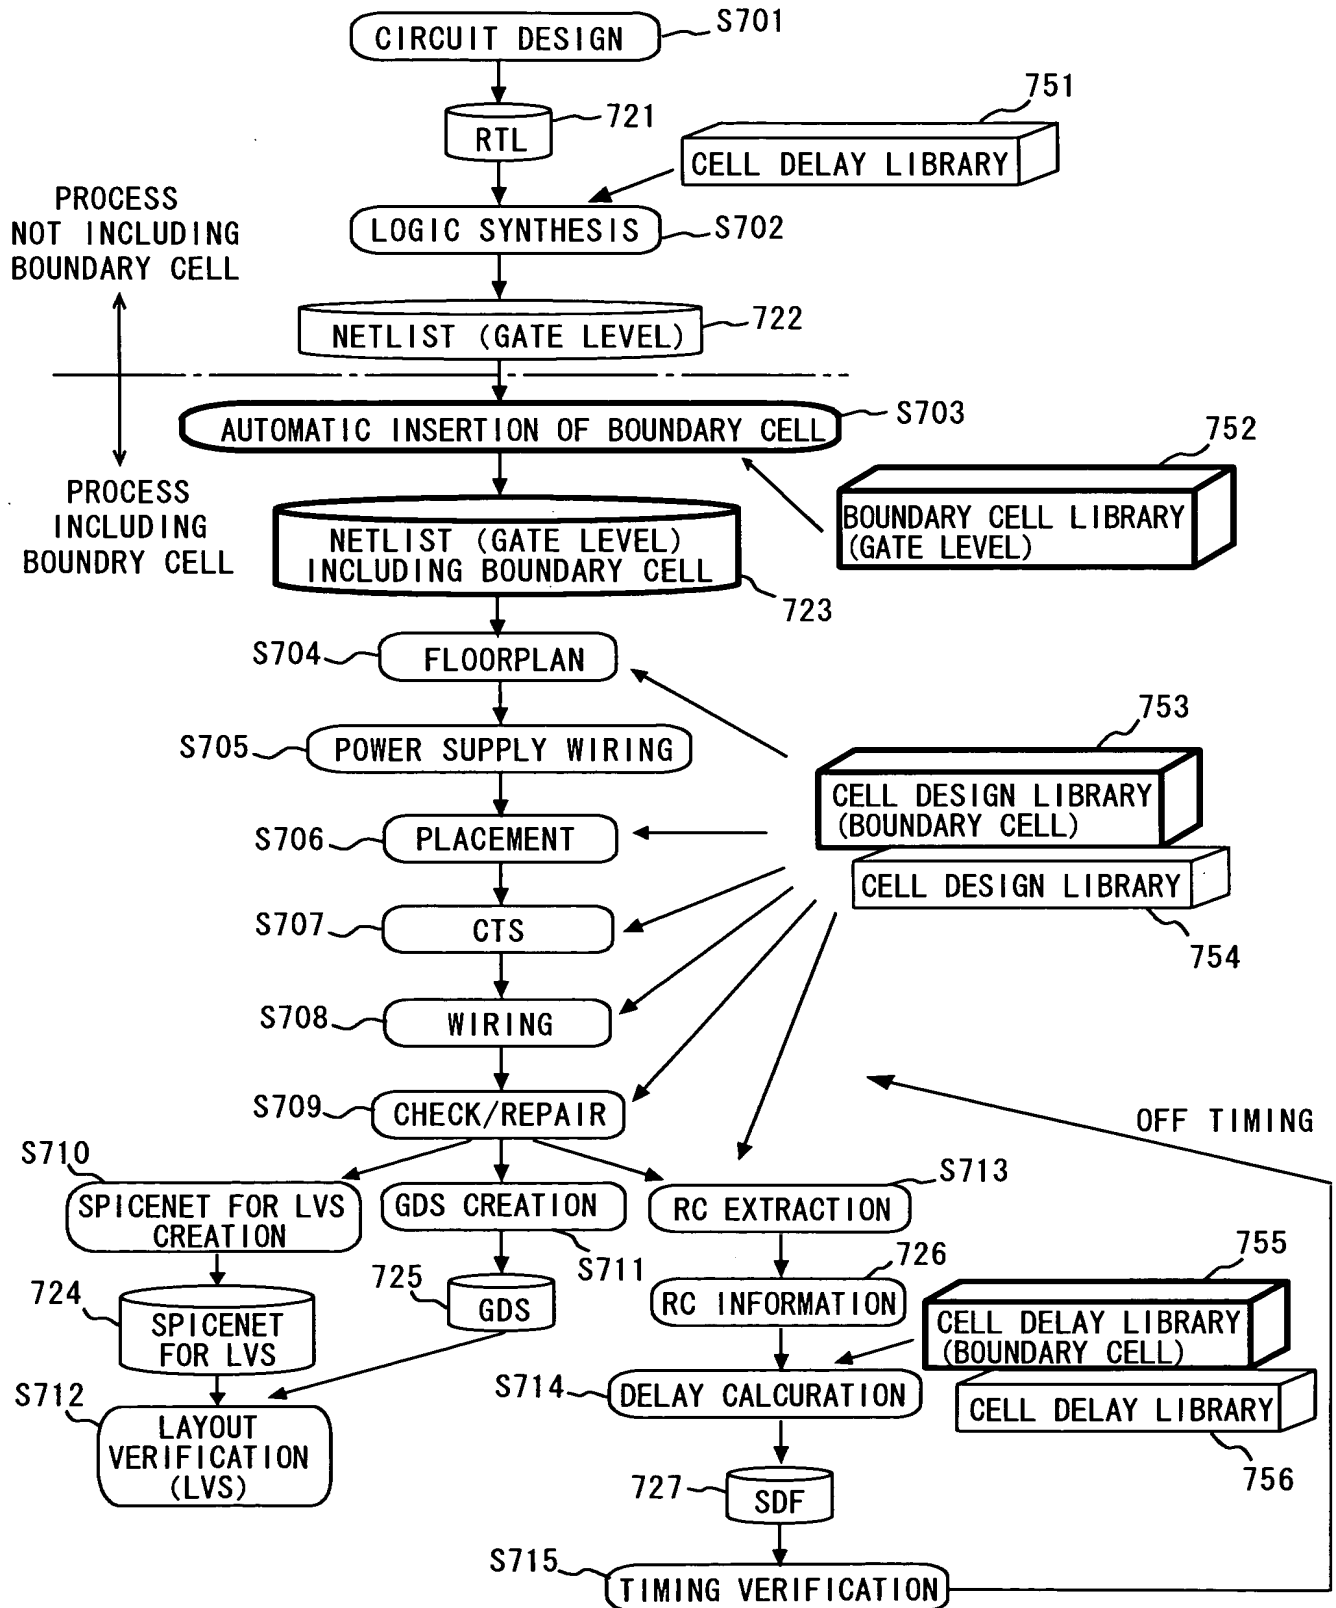 CIRCUIT DESIGN
S701
RTL
721
751
CELL DELAY LIBRARY
PROCESS
NOT INCLUDING
BOUNDARY CELL
LOGIC SYNTHESIS
S702
NETLIST (GATE LEVEL)
722
AUTOMATIC INSERTION OF BOUNDARY CELL
S703
752
BOUNDARY CELL LIBRARY
(GATE LEVEL)
PROCESS
INCLUDING
BOUNDRY CELL
NETLIST (GATE LEVEL)
INCLUDING BOUNDARY CELL
723
S704
FLOORPLAN
S705
POWER SUPPLY WIRING
753
CELL DESIGN LIBRARY
(BOUNDARY CELL)
S706
PLACEMENT
CELL DESIGN LIBRARY
754
S707
CTS
S708
WIRING
S709
CHECK/REPAIR
OFF TIMING
S710
SPICENET FOR LVS
CREATION
GDS CREATION
S711
S713
RC EXTRACTION
724
SPICENET
FOR LVS
725
GDS
726
RC INFORMATION
755
CELL DELAY LIBRARY
(BOUNDARY CELL)
S712
LAYOUT
VERIFICATION
(LVS)
S714
DELAY CALCURATION
CELL DELAY LIBRARY
756
727
SDF
S715
TIMING VERIFICATION